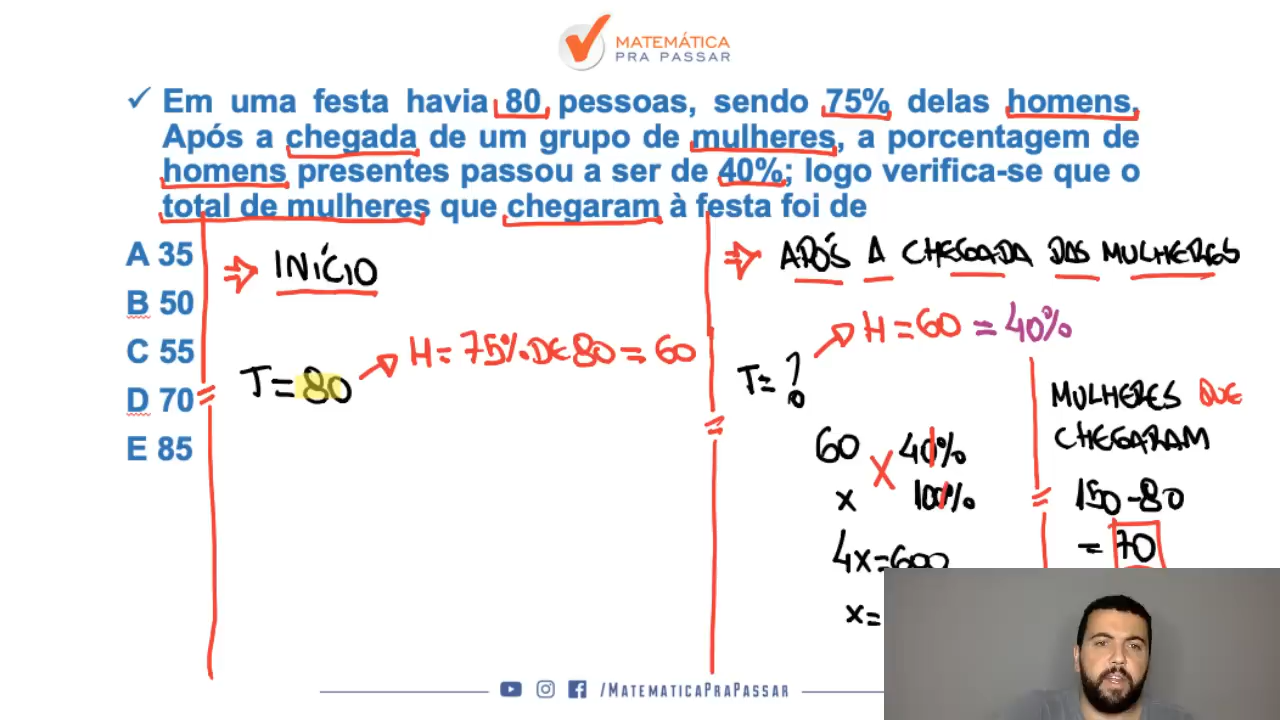 MATEMÁTICA
PRA PASSAR
✓ Em uma festa havia 80 pessoas, sendo 75% delas homens.
Após a chegada de um grupo de mulheres, a porcentagem de
homens presentes passou a ser de 40%; logo verifica-se que o
total de mulheres que chegaram à festa foi de
A 35
B 50
C 55
D 70
E 85
⇒ INÍCIO
T = 80
H = 75% DE 80 = 60
⇒ APÓS A CHEGADA DAS MULHERES
H = 60 = 40%
T = ?
60 40%
x 100%
4x = 600
x =
MULHERES QUE
CHEGARAM
150 - 80
= 70
/MATEMATICAPRAPASSAR